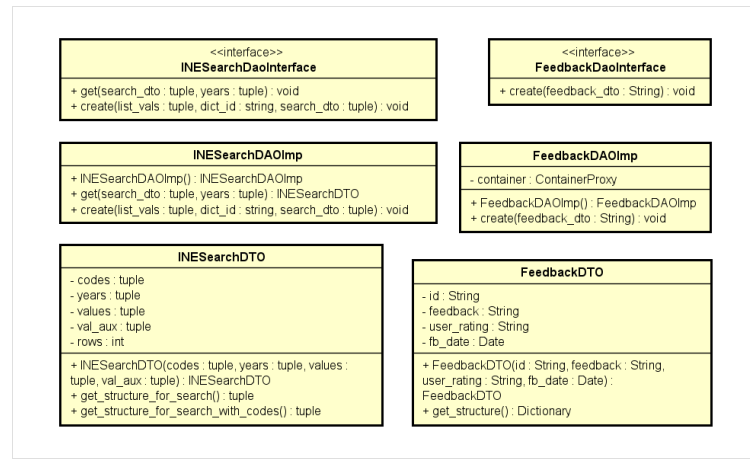 <<interface>>
INESearchDaoInterface
+ get(search_dto : tuple, years : tuple) : void
+ create(list_vals : tuple, dict_id : string, search_dto : tuple) : void
<<interface>>
FeedbackDaoInterface
+ create(feedback_dto : String) : void
INESearchDAOImp
+ INESearchDAOImp() : INESearchDAOImp
+ get(search_dto : tuple, years : tuple) : INESearchDTO
+ create(list_vals : tuple, dict_id : string, search_dto : tuple) : void
FeedbackDAOImp
- container : ContainerProxy
+ FeedbackDAOImp() : FeedbackDAOImp
+ create(feedback_dto : String) : void
INESearchDTO
- codes : tuple
- years : tuple
- values : tuple
- val_aux : tuple
- rows : int
+ INESearchDTO(codes : tuple, years : tuple, values :
tuple, val_aux : tuple) : INESearchDTO
+ get_structure_for_search() : tuple
+ get_structure_for_search_with_codes() : tuple
FeedbackDTO
- id : String
- feedback : String
- user_rating : String
- fb_date : Date
+ FeedbackDTO(id : String, feedback : String,
user_rating : String, fb_date : Date) :
FeedbackDTO
+ get_structure() : Dictionary